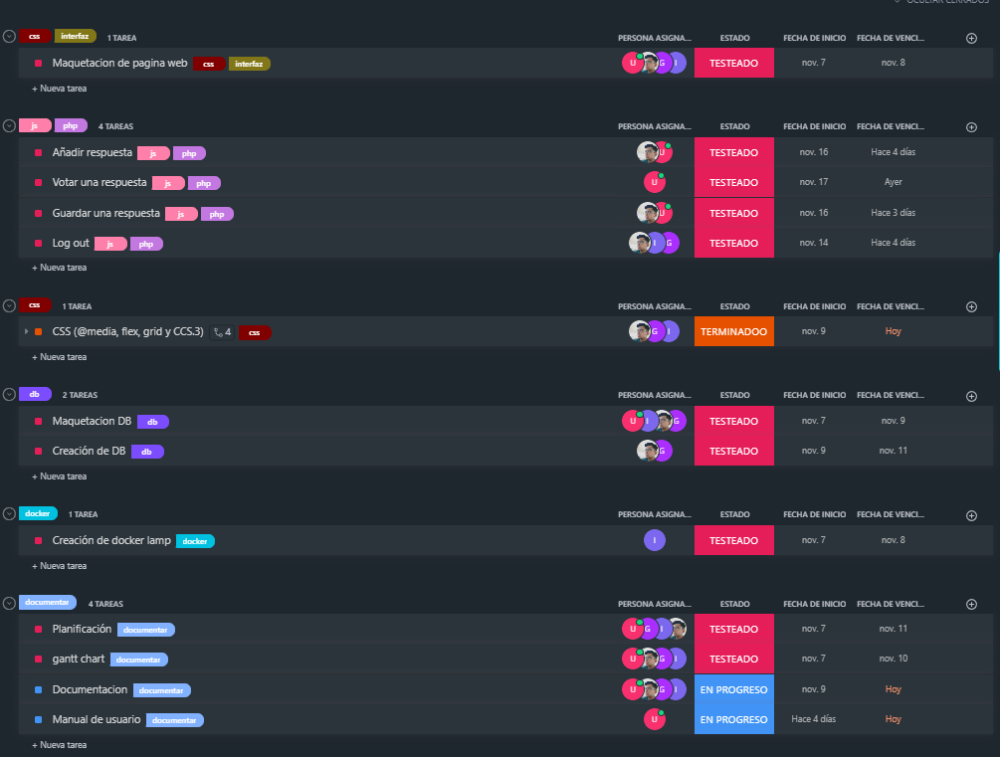 OCULTAR CERRADOS
css interfaz 1 TAREA PERSONA ASIGNA... ESTADO FECHA DE INICIO FECHA DE VENCI...
Maquetacion de pagina web css interfaz U G I TESTEADO nov. 7 nov. 8
+ Nueva tarea
js php 4 TAREAS PERSONA ASIGNA... ESTADO FECHA DE INICIO FECHA DE VENCI...
Añadir respuesta js php U TESTEADO nov. 16 Hace 4 días
Votar una respuesta js php U TESTEADO nov. 17 Ayer
Guardar una respuesta js php U TESTEADO nov. 16 Hace 3 días
Log out js php I G TESTEADO nov. 14 Hace 4 días
+ Nueva tarea
css 1 TAREA PERSONA ASIGNA... ESTADO FECHA DE INICIO FECHA DE VENCI...
CSS (@media, flex, grid y CCS.3) 4 css G I TERMINADOO nov. 9 Hoy
+ Nueva tarea
db 2 TAREAS PERSONA ASIGNA... ESTADO FECHA DE INICIO FECHA DE VENCI...
Maquetacion DB db U I G TESTEADO nov. 7 nov. 9
Creación de DB db G TESTEADO nov. 9 nov. 11
+ Nueva tarea
docker 1 TAREA PERSONA ASIGNA... ESTADO FECHA DE INICIO FECHA DE VENCI...
Creación de docker lamp docker I TESTEADO nov. 7 nov. 8
+ Nueva tarea
documentar 4 TAREAS PERSONA ASIGNA... ESTADO FECHA DE INICIO FECHA DE VENCI...
Planificación documentar U G I TESTEADO nov. 7 nov. 11
gantt chart documentar U G I TESTEADO nov. 7 nov. 10
Documentacion documentar U G I EN PROGRESO nov. 9 Hoy
Manual de usuario documentar U EN PROGRESO Hace 4 días Hoy
+ Nueva tarea